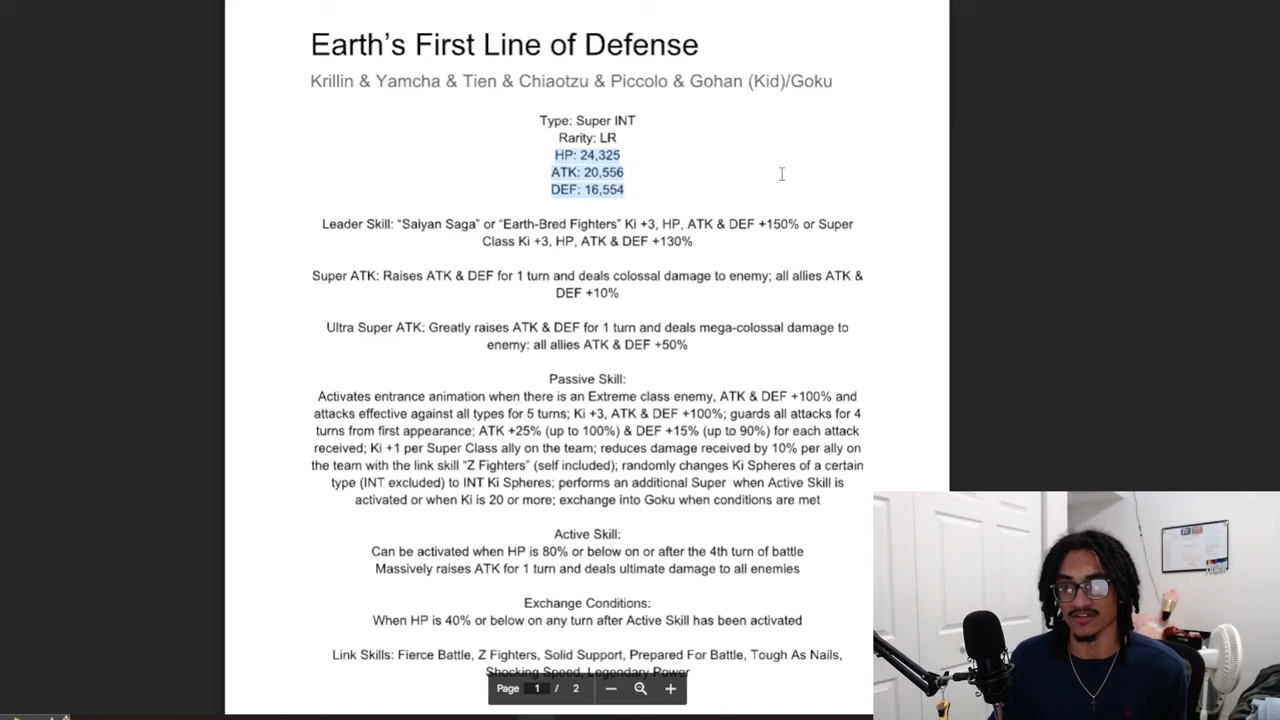 Earth's First Line of Defense
Krillin & Yamcha & Tien & Chiaotzu & Piccolo & Gohan (Kid)/Goku
Type: Super INT
Rarity: LR
HP: 24,325
ATK: 20,556
DEF: 16,554
Leader Skill: “Saiyan Saga” or “Earth-Bred Fighters” Ki +3, HP, ATK & DEF +150% or Super
Class Ki +3, HP, ATK & DEF +130%
Super ATK: Raises ATK & DEF for 1 turn and deals colossal damage to enemy; all allies ATK &
DEF +10%
Ultra Super ATK: Greatly raises ATK & DEF for 1 turn and deals mega-colossal damage to
enemy: all allies ATK & DEF +50%
Passive Skill:
Activates entrance animation when there is an Extreme class enemy, ATK & DEF +100% and
attacks effective against all types for 5 turns; Ki +3, ATK & DEF +100%; guards all attacks for 4
turns from first appearance; ATK +25% (up to 100%) & DEF +15% (up to 90%) for each attack
received; Ki +1 per Super Class ally on the team; reduces damage received by 10% per ally on
the team with the link skill “Z Fighters” (self included); randomly changes Ki Spheres of a certain
type (INT excluded) to INT Ki Spheres; performs an additional Super when Active Skill is
activated or when Ki is 20 or more; exchange into Goku when conditions are met
Active Skill:
Can be activated when HP is 80% or below on or after the 4th turn of battle
Massively raises ATK for 1 turn and deals ultimate damage to all enemies
Exchange Conditions:
When HP is 40% or below on any turn after Active Skill has been activated
Link Skills: Fierce Battle, Z Fighters, Solid Support, Prepared For Battle, Tough As Nails,
Shocking Speed, Legendary Power
Page 1 / 2